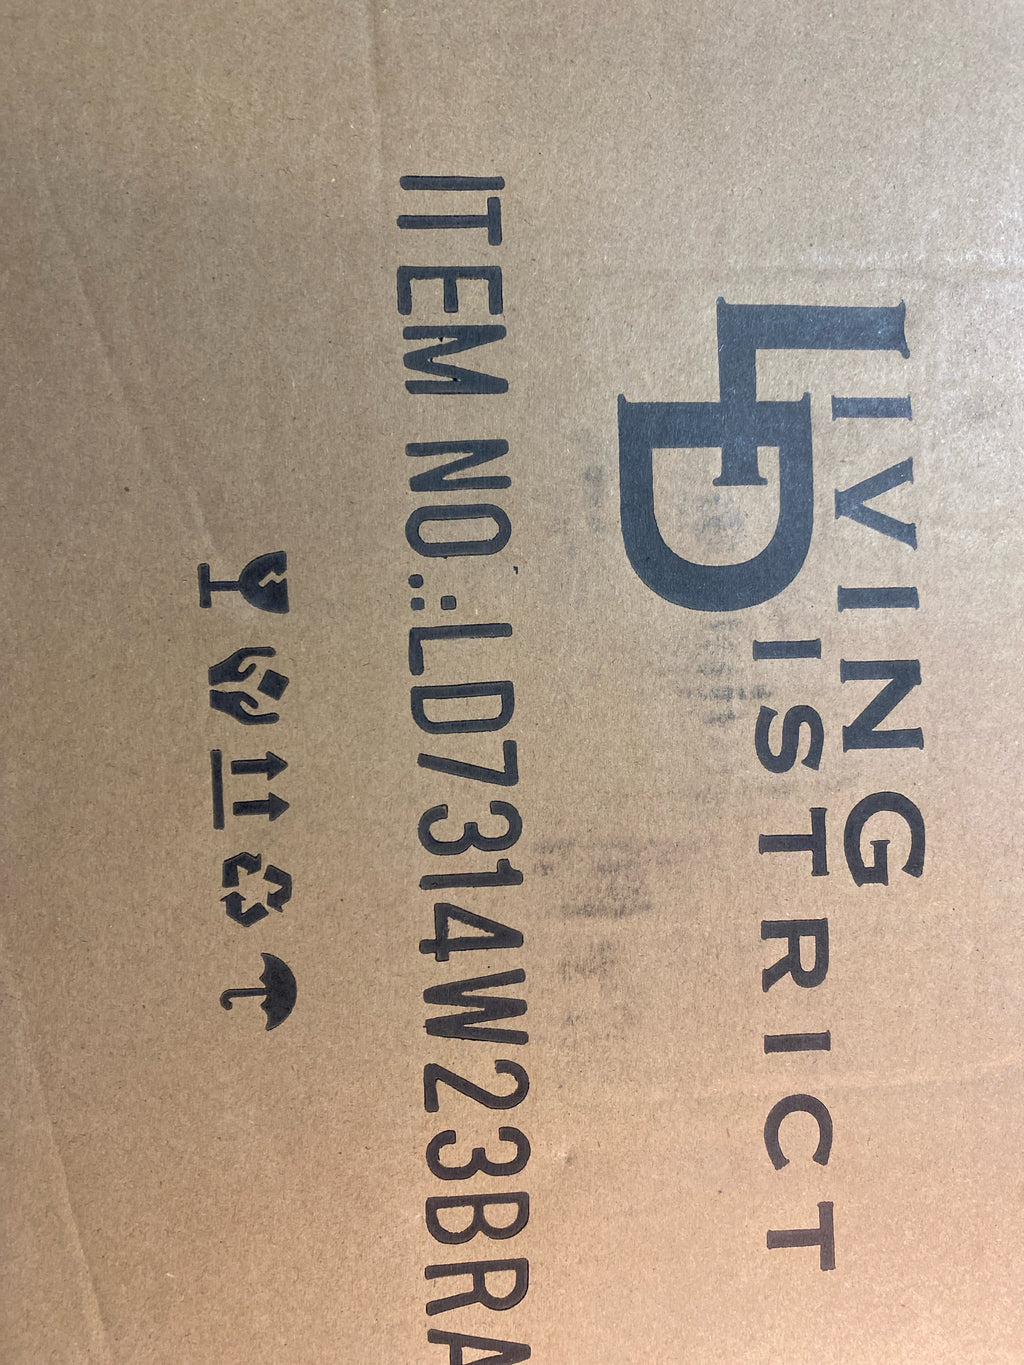 LIVING
DISTRICT
ITEM NO.:LD7314W23BRA